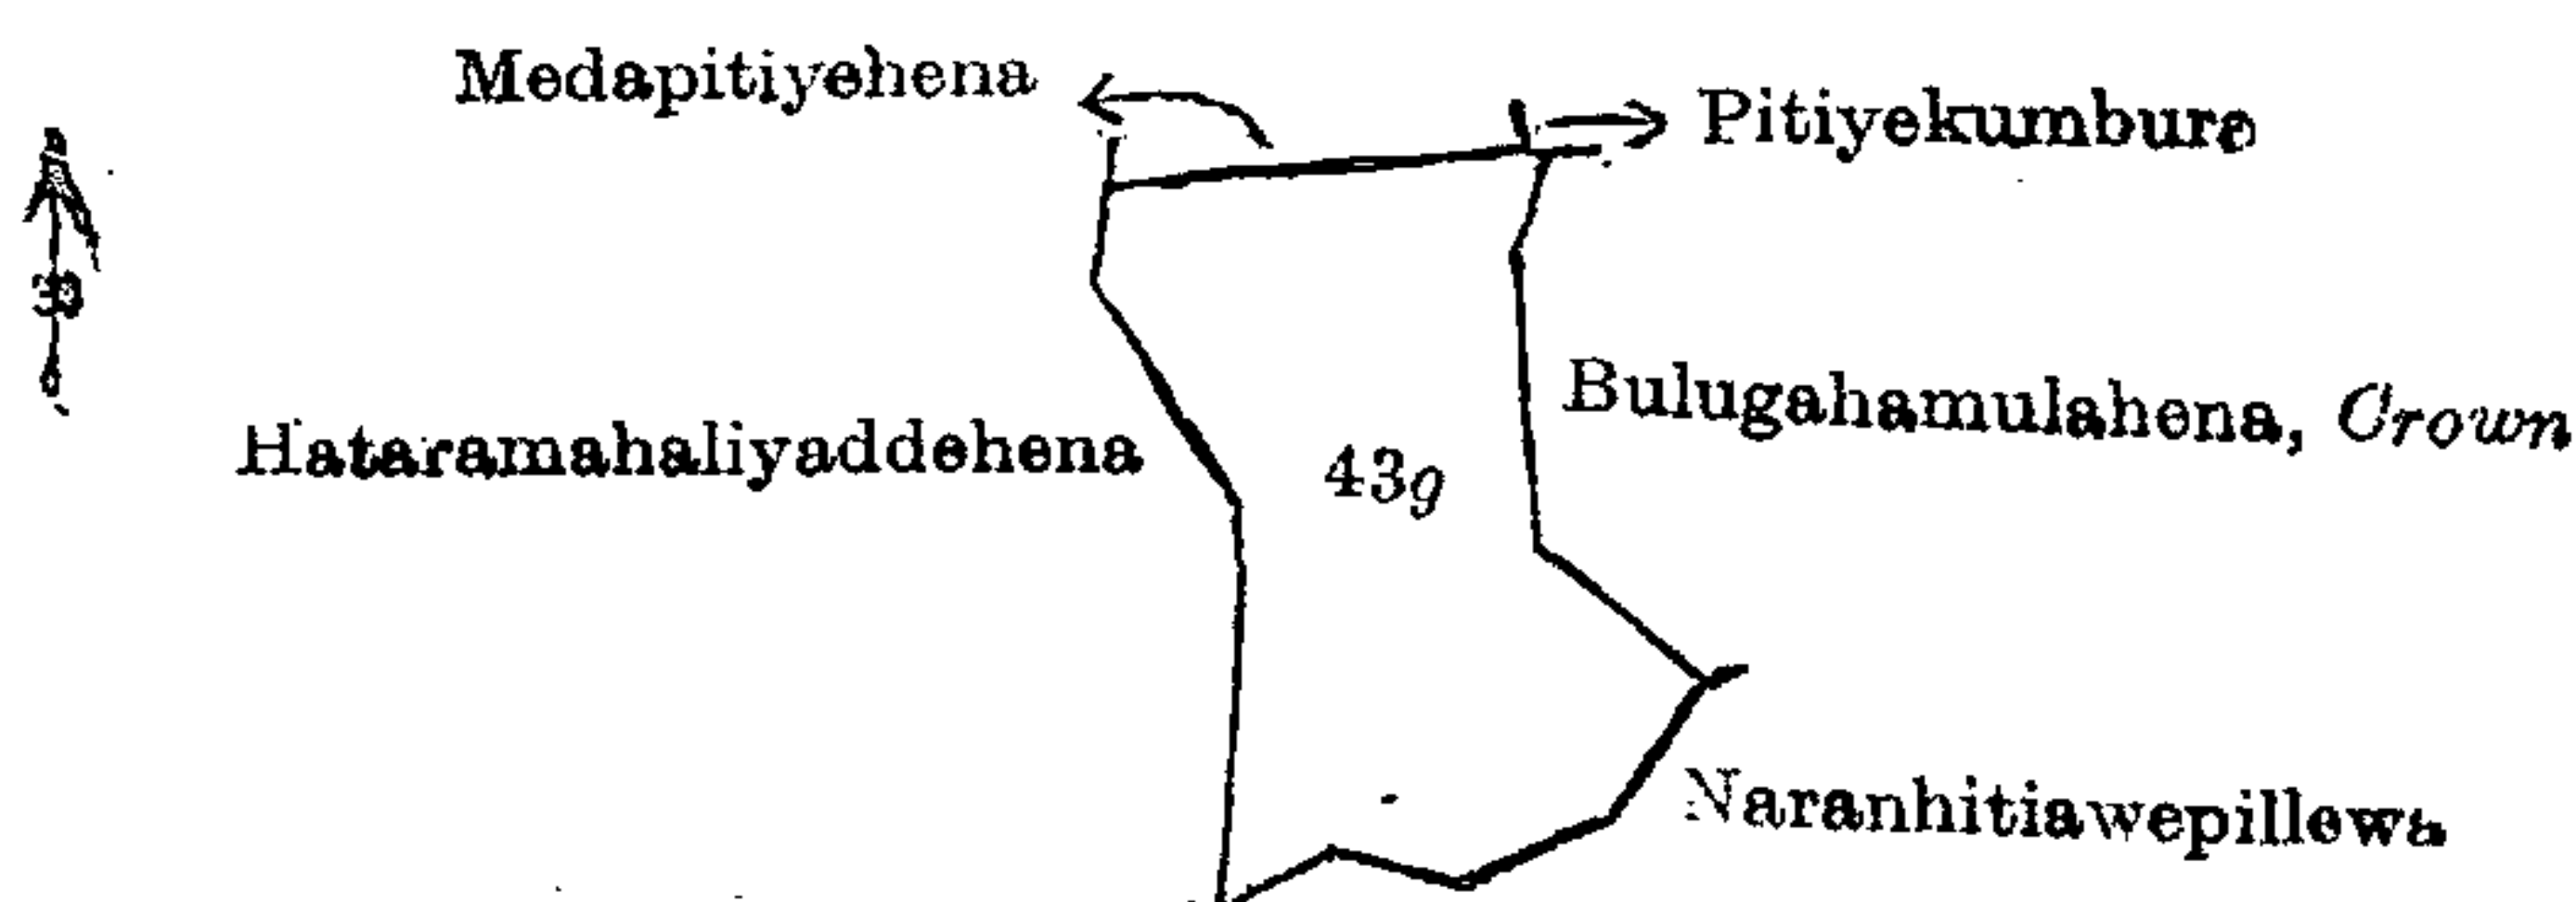 Medapitiyehena
Pitiyekumbure
Hataramahaliyaddehena
Bulugahamulahena, Crown
43g
Naranhitiawepillewa